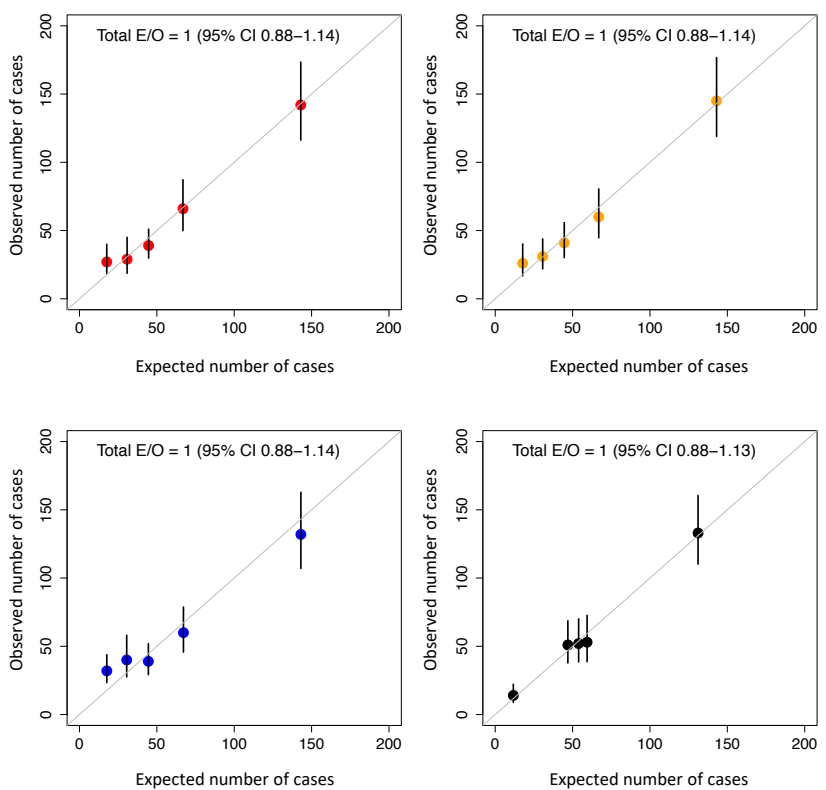 Total E/O = 1 (95% CI 0.88−1.14)
Observed number of cases
200
150
100
50
0
0 50 100 150 200
Expected number of cases
Total E/O = 1 (95% CI 0.88−1.14)
Observed number of cases
200
150
100
50
0
0 50 100 150 200
Expected number of cases
Total E/O = 1 (95% CI 0.88−1.14)
Observed number of cases
200
150
100
50
0
0 50 100 150 200
Expected number of cases
Total E/O = 1 (95% CI 0.88−1.13)
Observed number of cases
200
150
100
50
0
0 50 100 150 200
Expected number of cases